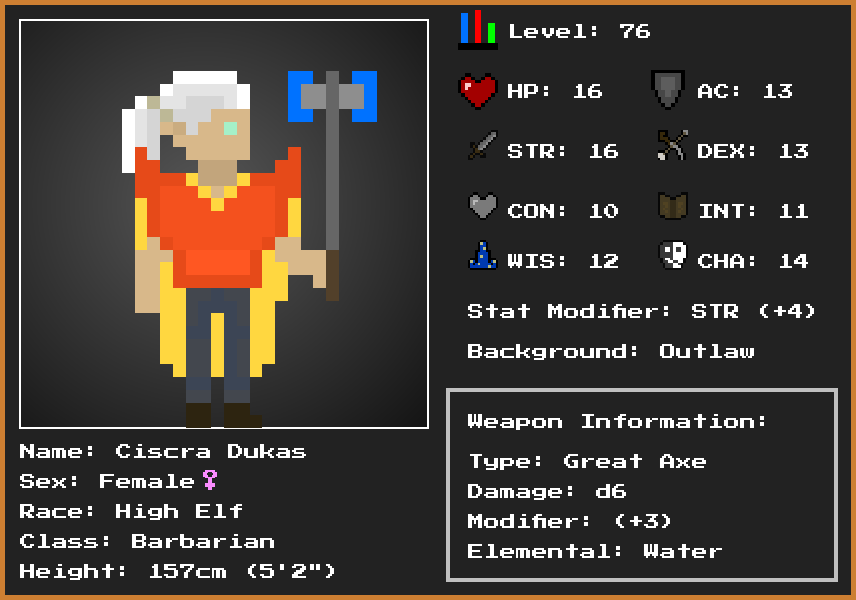 Level: 76
HP: 16
AC: 13
STR: 16
DEX: 13
CON: 10
INT: 11
WIS: 12
CHA: 14
Stat Modifier: STR (+4)
Background: Outlaw
Weapon Information:
Type: Great Axe
Damage: d6
Modifier: (+3)
Elemental: Water
Name: Ciscra Dukas
Sex: Female♀
Race: High Elf
Class: Barbarian
Height: 157cm (5'2")